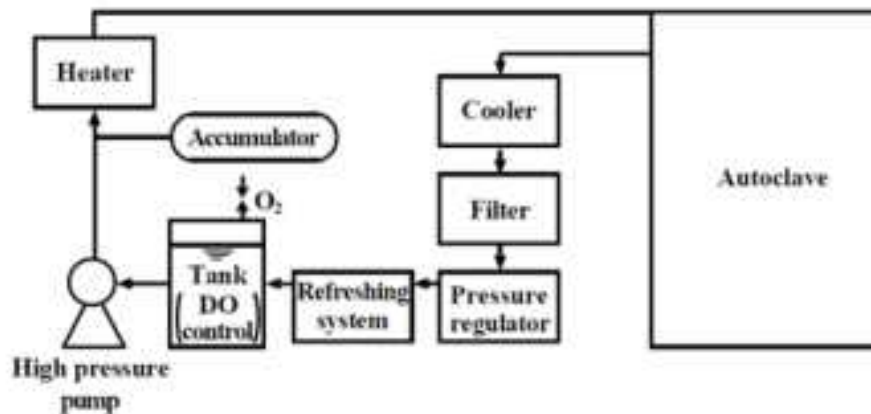 Heater
Accumulator
O₂
Tank
(DO
control)
High pressure
pump
Refreshing
system
Cooler
Filter
Pressure
regulator
Autoclave